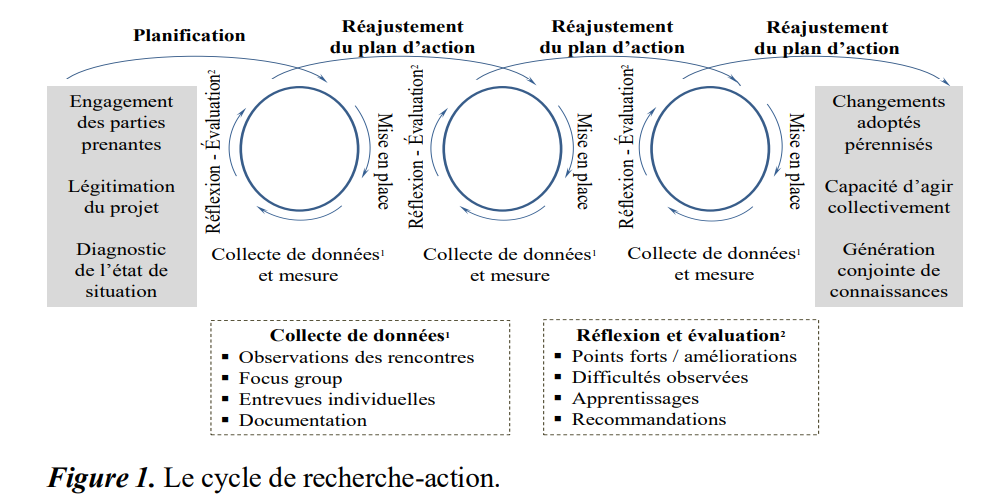 Planification
Réajustement
du plan d’action
Réajustement
du plan d’action
Réajustement
du plan d’action
Engagement
des parties
prenantes
Légitimation
du projet
Diagnostic
de l’état de
situation
Réflexion - Évaluation²
Mise en place
Collecte de données¹
et mesure
Réflexion - Évaluation²
Mise en place
Collecte de données¹
et mesure
Réflexion - Évaluation²
Mise en place
Collecte de données¹
et mesure
Changements
adoptés
pérennisés
Capacité d’agir
collectivement
Génération
conjointe de
connaissances
Collecte de données¹
▪ Observations des rencontres
▪ Focus group
▪ Entrevues individuelles
▪ Documentation
Réflexion et évaluation²
▪ Points forts / améliorations
▪ Difficultés observées
▪ Apprentissages
▪ Recommandations
Figure 1. Le cycle de recherche-action.